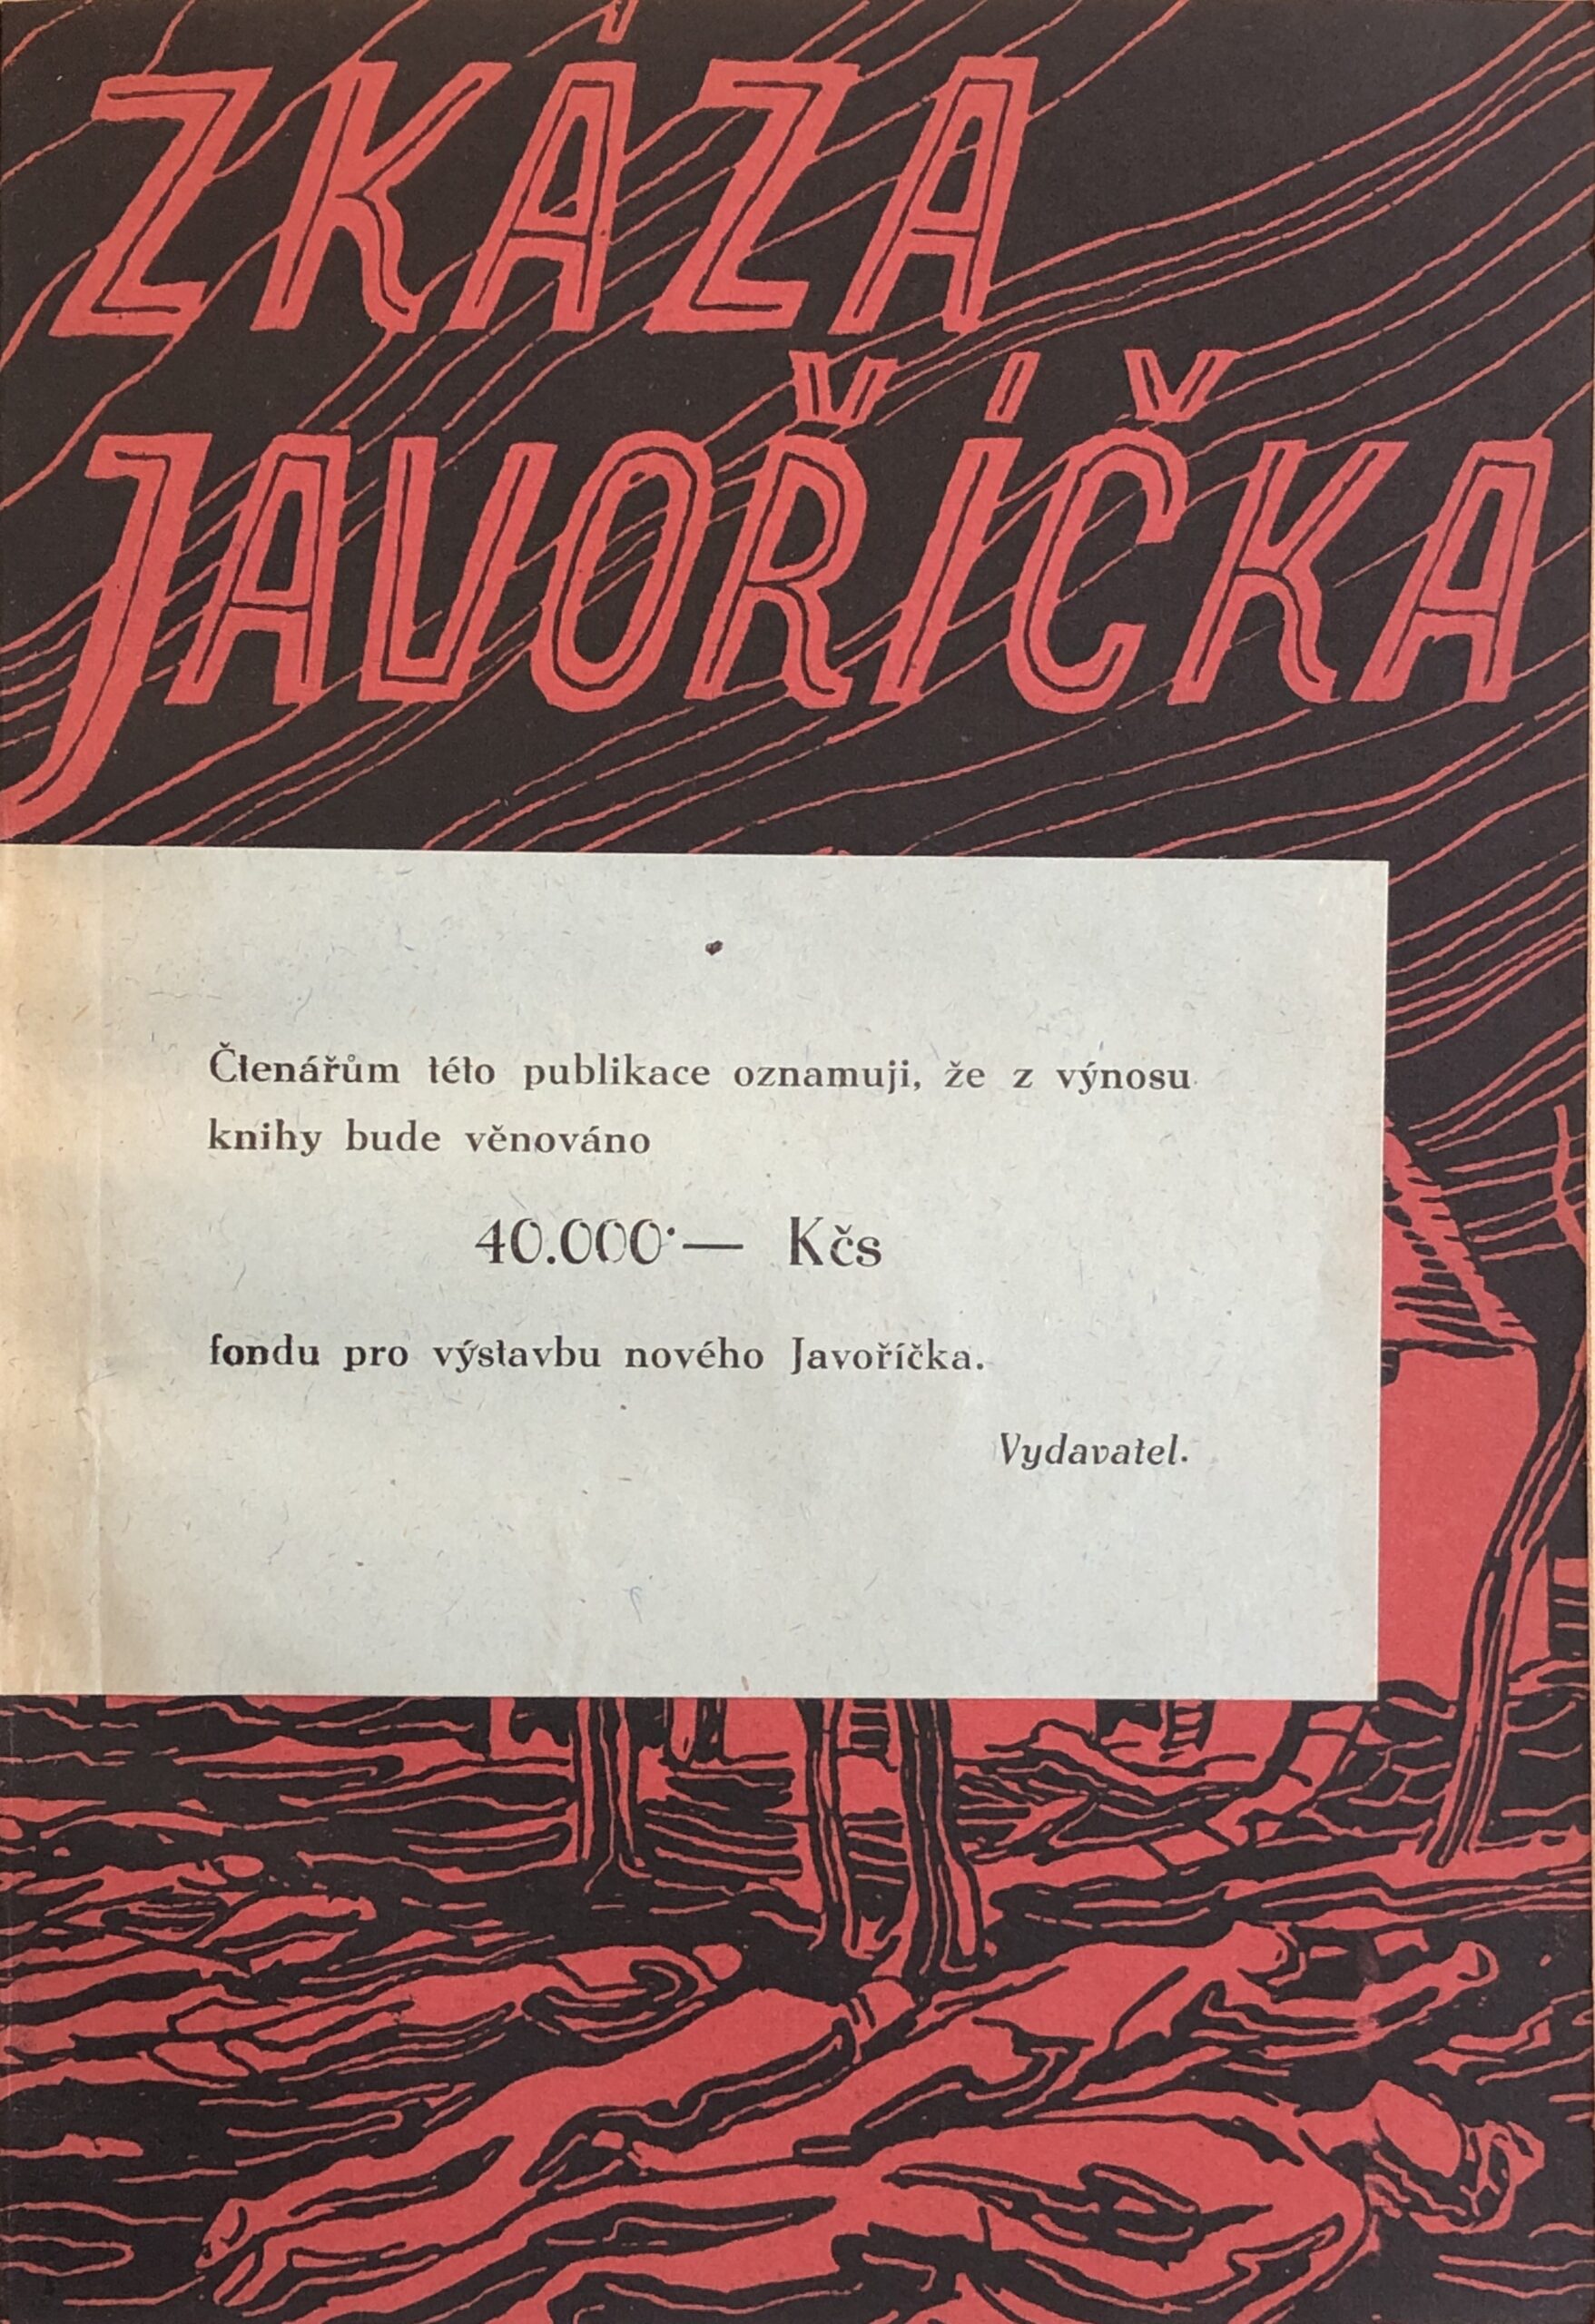 ZKÁZA
JAVOŘÍČKA
Čtenářům této publikace oznamuji, že z výnosu
knihy bude věnováno
40.000·— Kčs
fondu pro výstavbu nového Javoříčka.
Vydavatel.